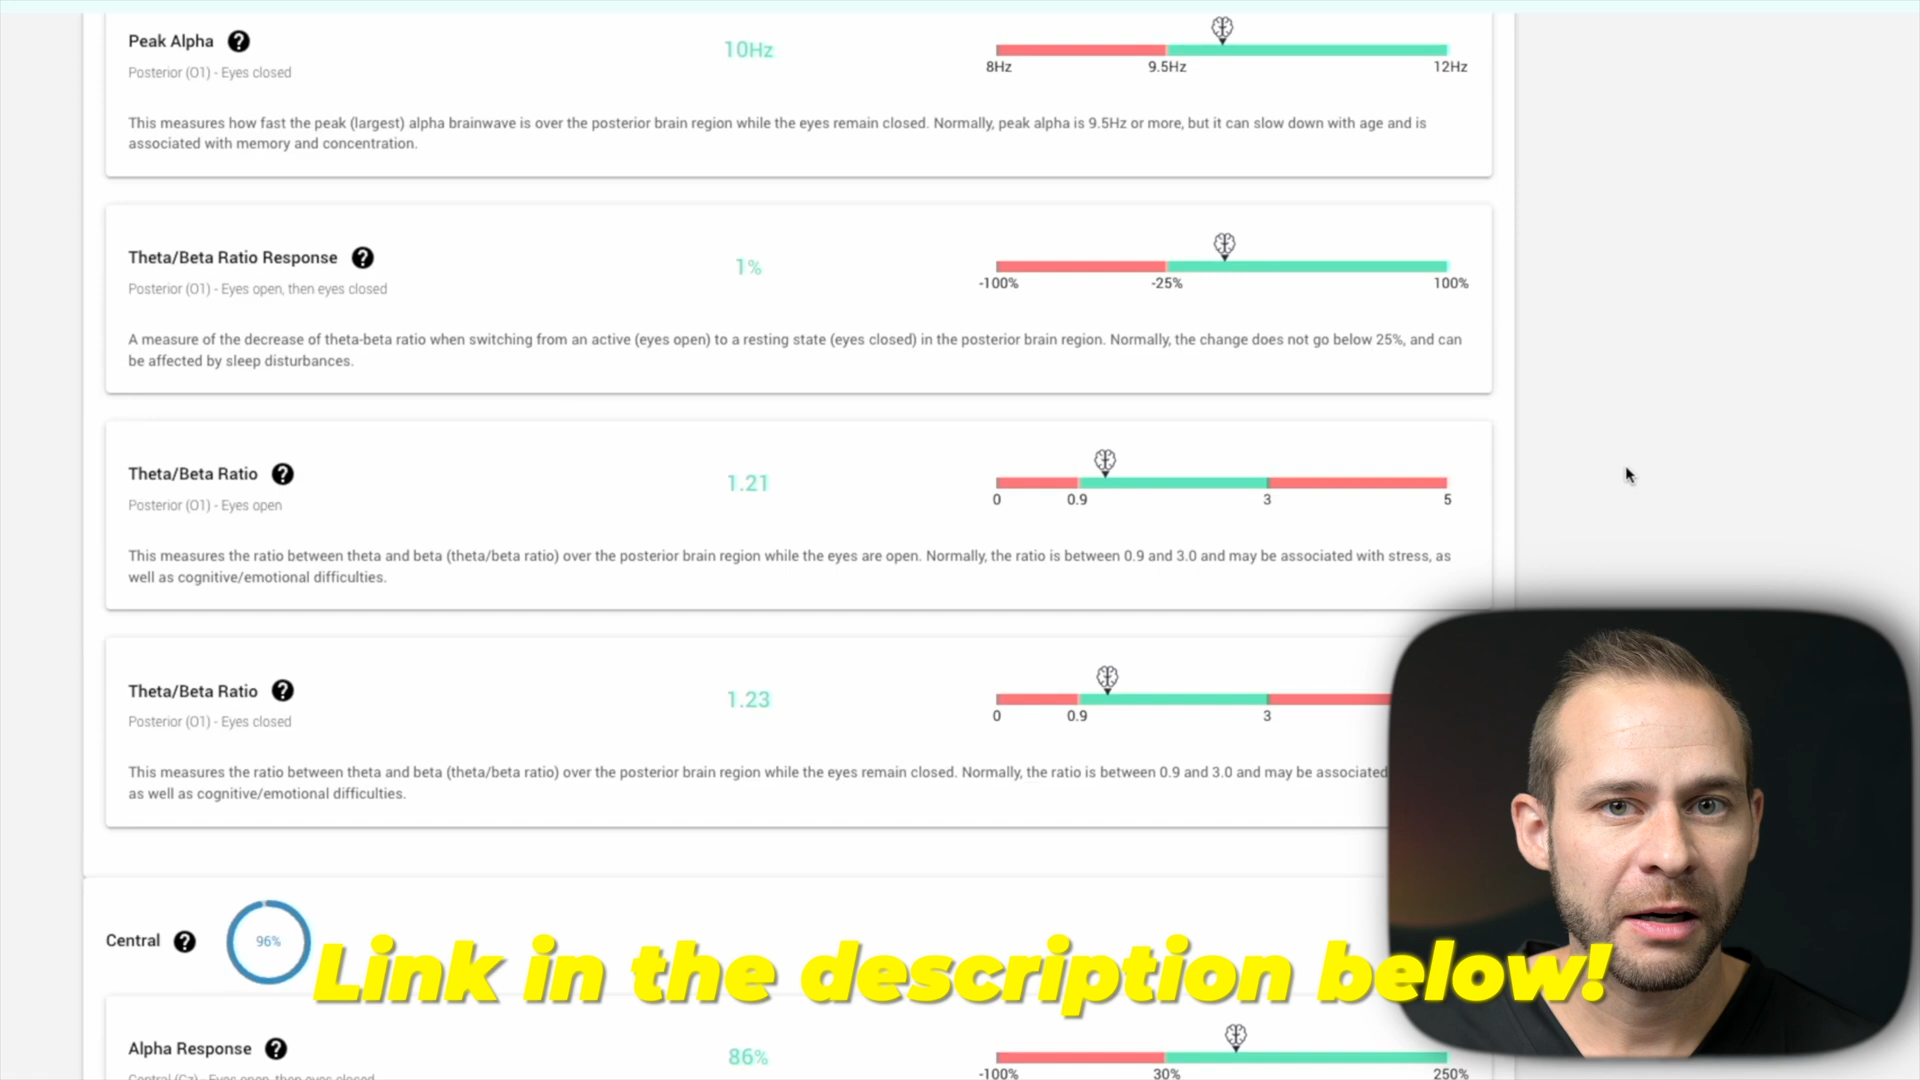 Peak Alpha ?
10Hz
8Hz 9.5Hz 12Hz
Posterior (O1) - Eyes closed
This measures how fast the peak (largest) alpha brainwave is over the posterior brain region while the eyes remain closed. Normally, peak alpha is 9.5Hz or more, but it can slow down with age and is
associated with memory and concentration.
Theta/Beta Ratio Response ?
1%
-100% -25% 100%
Posterior (O1) - Eyes open, then eyes closed
A measure of the decrease of theta-beta ratio when switching from an active (eyes open) to a resting state (eyes closed) in the posterior brain region. Normally, the change does not go below 25%, and can
be affected by sleep disturbances.
Theta/Beta Ratio ?
1.21
0 0.9 3 5
Posterior (O1) - Eyes open
This measures the ratio between theta and beta (theta/beta ratio) over the posterior brain region while the eyes are open. Normally, the ratio is between 0.9 and 3.0 and may be associated with stress, as
well as cognitive/emotional difficulties.
Theta/Beta Ratio ?
1.23
0 0.9 3
Posterior (O1) - Eyes closed
This measures the ratio between theta and beta (theta/beta ratio) over the posterior brain region while the eyes remain closed. Normally, the ratio is between 0.9 and 3.0 and may be associated
as well as cognitive/emotional difficulties.
Central ? 96%
Link in the description below!
Alpha Response ?
86%
-100% 30% 250%
Central (Cz) - Eyes open, then eyes closed